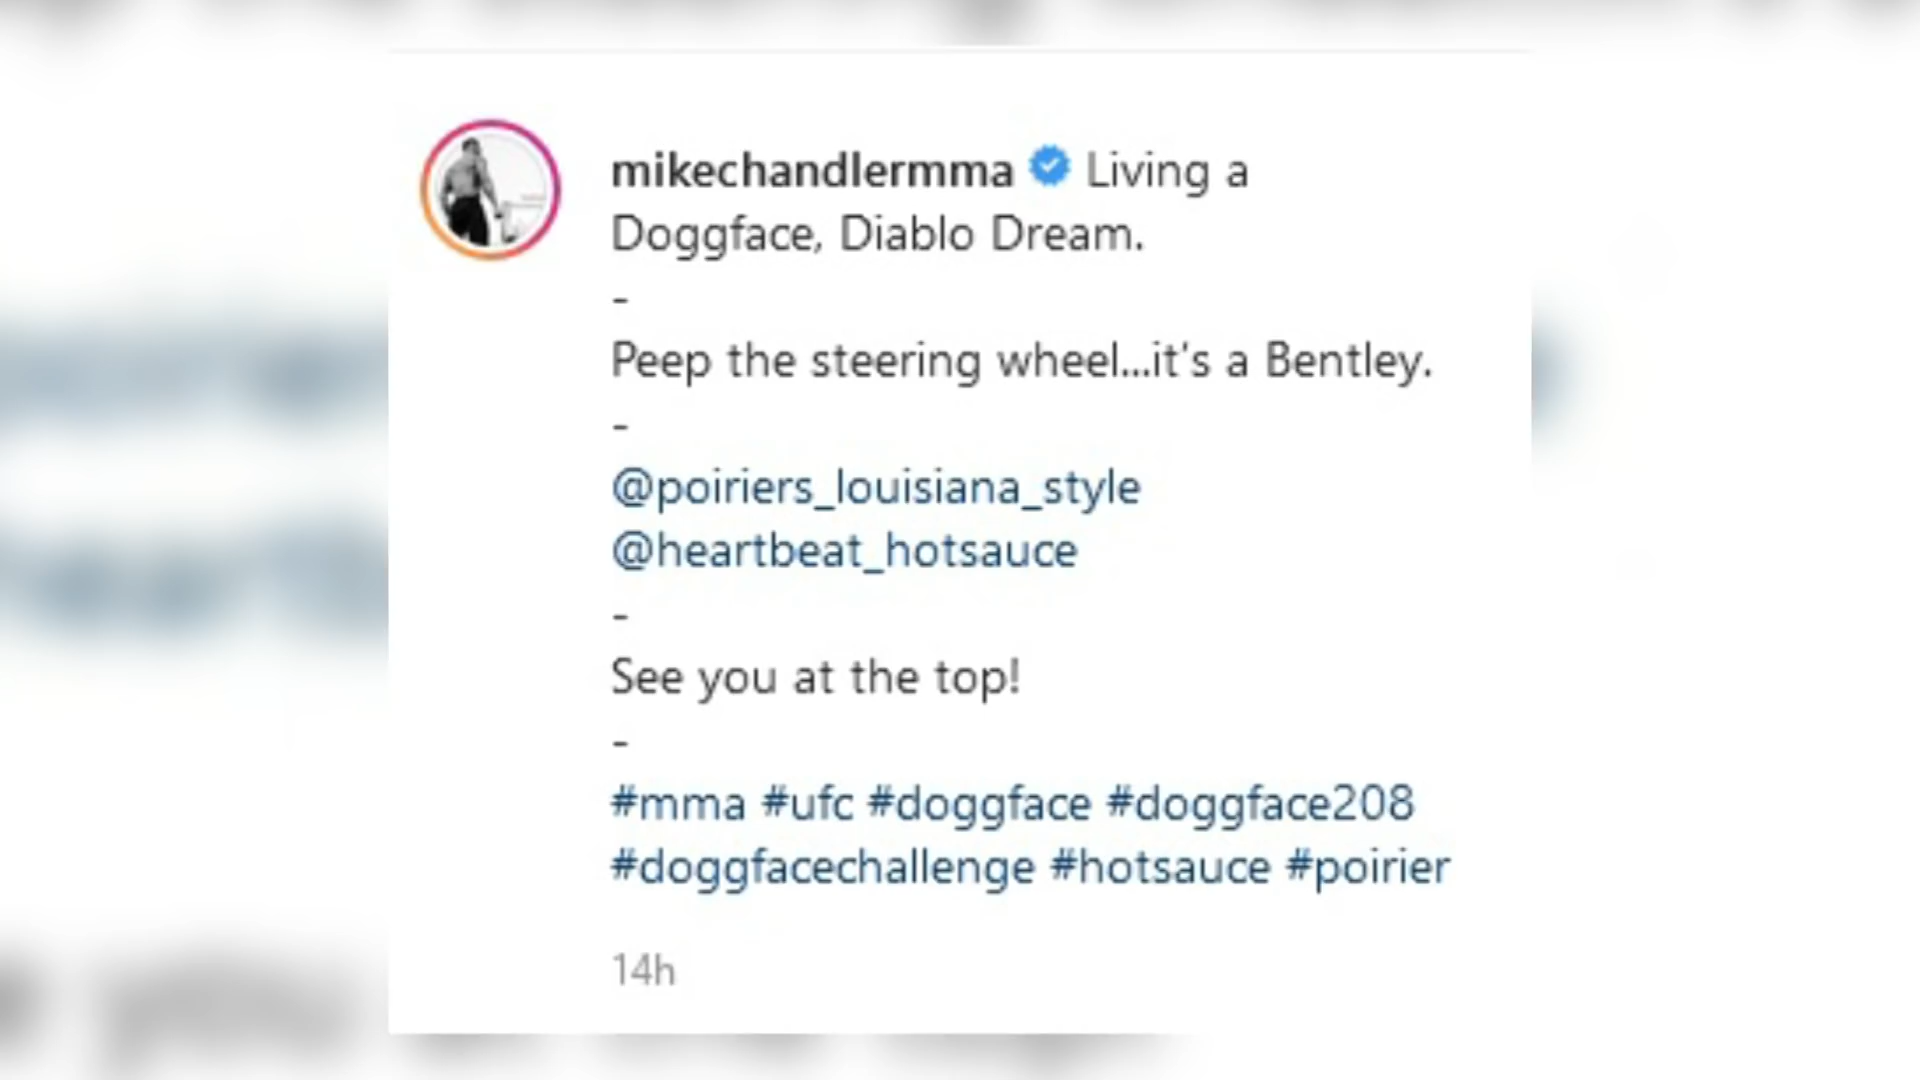 mikechandlermma Living a
Doggface, Diablo Dream.
-
Peep the steering wheel...it's a Bentley.
-
@poiriers_louisiana_style
@heartbeat_hotsauce
-
See you at the top!
-
#mma #ufc #doggface #doggface208
#doggfacechallenge #hotsauce #poirier
14h